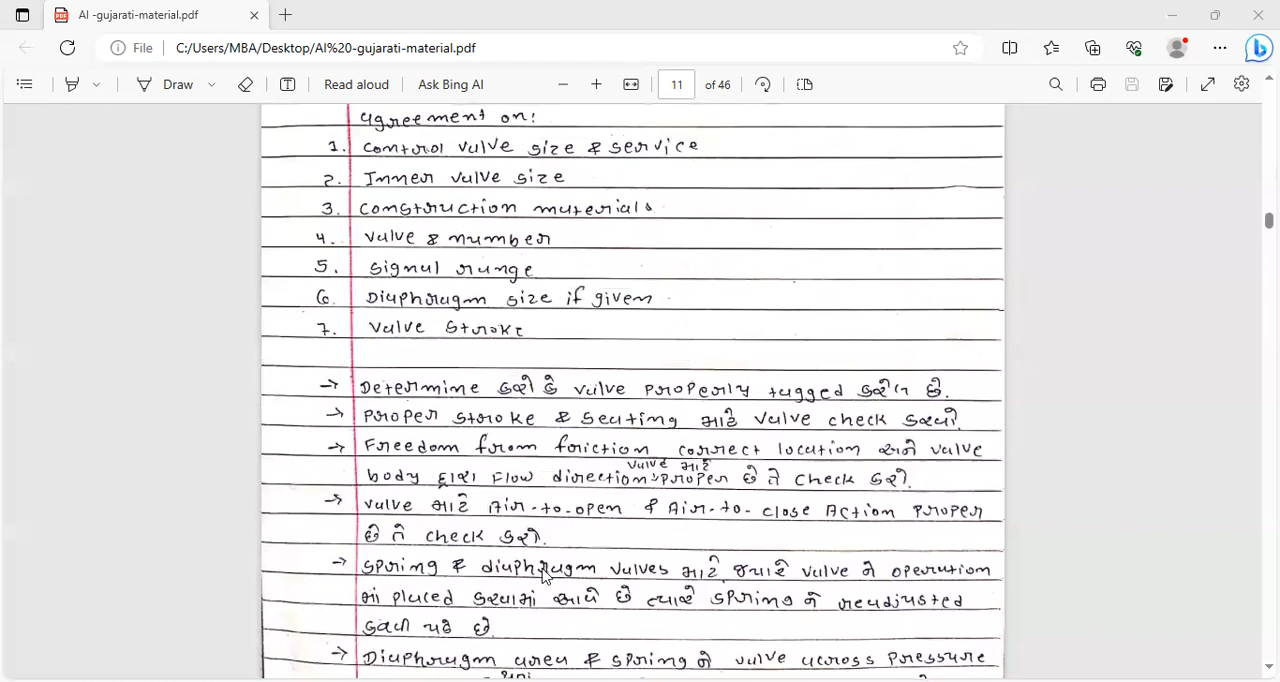 AI -gujarati-material.pdf
File C:/Users/MBA/Desktop/AI%20-gujarati-material.pdf
Draw Read aloud Ask Bing AI 11 of 46
agreement on:
1. Control valve size & service
2. Inner valve size
3. Construction materials
4. Valve & number
5. Signal range
6. Diaphragm size if given
7. Valve stroke
→ Determine કરો કે valve properly tagged કરેલ છે.
→ Proper stroke & seating માટે valve check કરવો.
→ Freedom from friction correct location અને valve
valve માટે
body દ્વારા flow direction proper છે તે check કરો.
→ valve માટે Air-to-open & Air-to-close Action proper
છે તે check કરો.
→ spring & diaphragm valves માટે જ્યારે valve ને operation
માં placed કરવામાં આવે છે ત્યારે spring ને readjusted
કરવી પડે છે.
→ Diaphragm area & spring ને valve across pressure